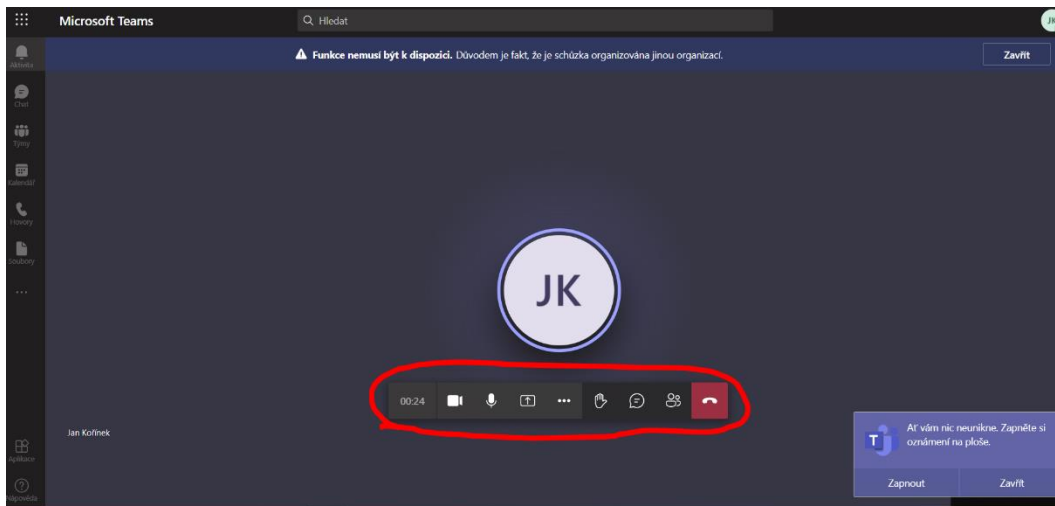 Microsoft Teams
Hledat
JK
Funkce nemusí být k dispozici. Důvodem je fakt, že je schůzka organizována jinou organizací.
Zavřít
Aktivita
Chat
Týmy
Kalendář
Hovory
Soubory
...
JK
00:24
Jan Kořínek
Ať vám nic neunikne. Zapněte si
oznámení na ploše.
Zapnout
Zavřít
Aplikace
Nápověda